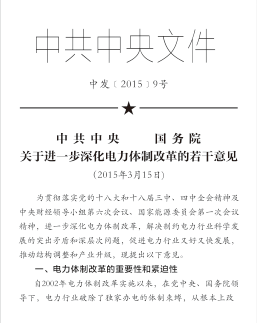 中共中央文件
中发〔2015〕9号
中共中央 国务院
关于进一步深化电力体制改革的若干意见
(2015年3月15日)
为贯彻落实党的十八大和十八届三中、四中全会精神及
中央财经领导小组第六次会议、国家能源委员会第一次会议
精神,进一步深化电力体制改革,解决制约电力行业科学发
展的突出矛盾和深层次问题,促进电力行业又好又快发展,
推动结构调整和产业升级,现提出以下意见。
一、电力体制改革的重要性和紧迫性
自2002年电力体制改革实施以来,在党中央、国务院领
导下,电力行业破除了独家办电的体制束缚,从根本上改